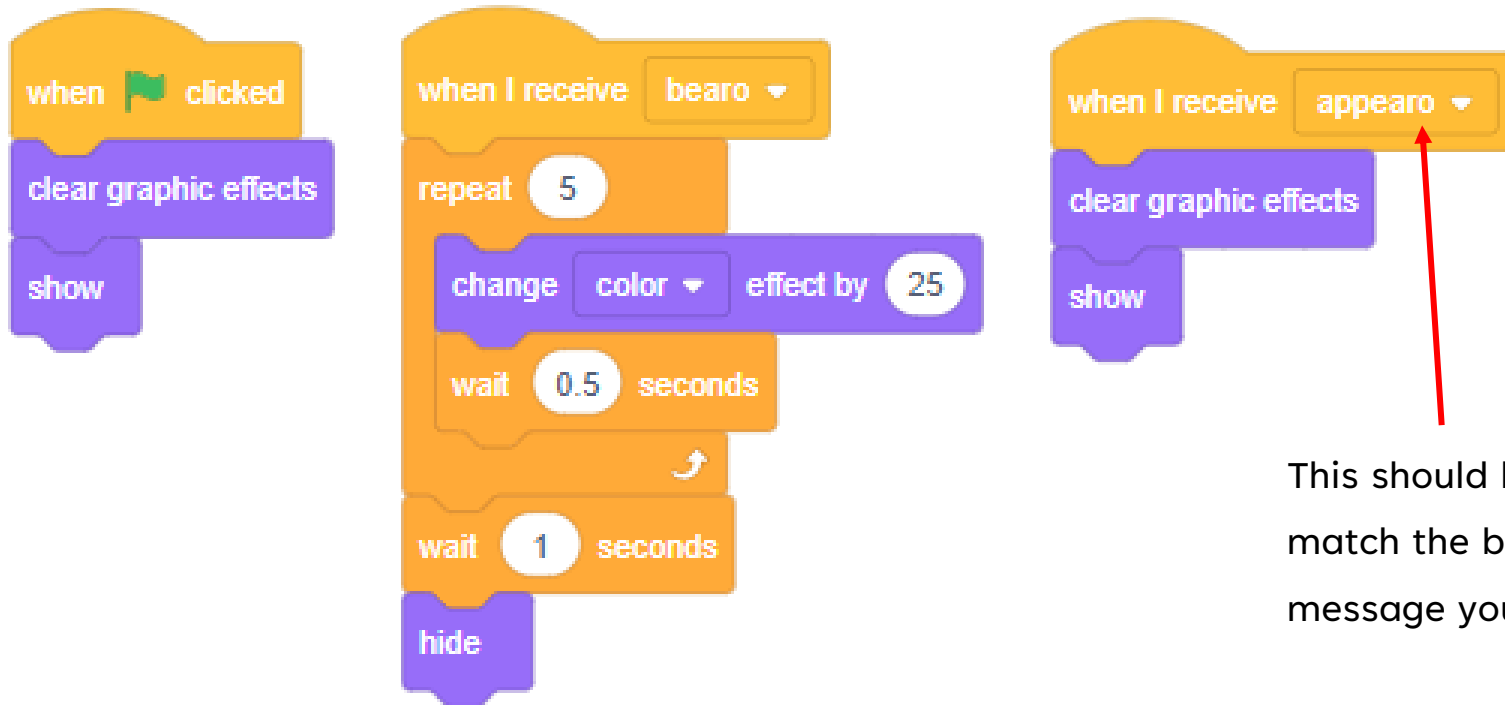 when clicked
clear graphic effects
show
when I receive bearo
repeat 5
change color effect by 25
wait 0.5 seconds
wait 1 seconds
hide
when I receive appearo
clear graphic effects
show
This should
match the
message